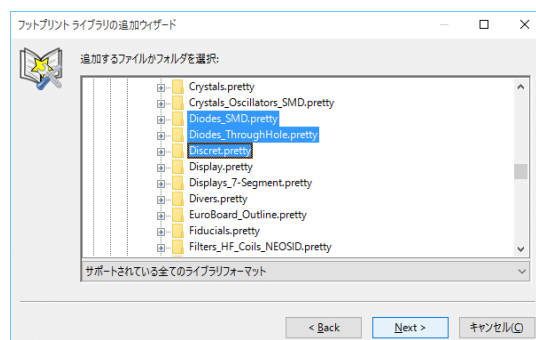 フットプリント ライブラリの追加ウィザード
追加するファイルかフォルダを選択:
Crystals.pretty
Crystals_Oscillators_SMD.pretty
Diodes_SMD.pretty
Diodes_ThroughHole.pretty
Discret.pretty
Display.pretty
Displays_7-Segment.pretty
Divers.pretty
EuroBoard_Outline.pretty
Fiducials.pretty
Filters_HF_Coils_NEOSID.pretty
サポートされている全てのライブラリフォーマット
< Back Next > キャンセル(C)